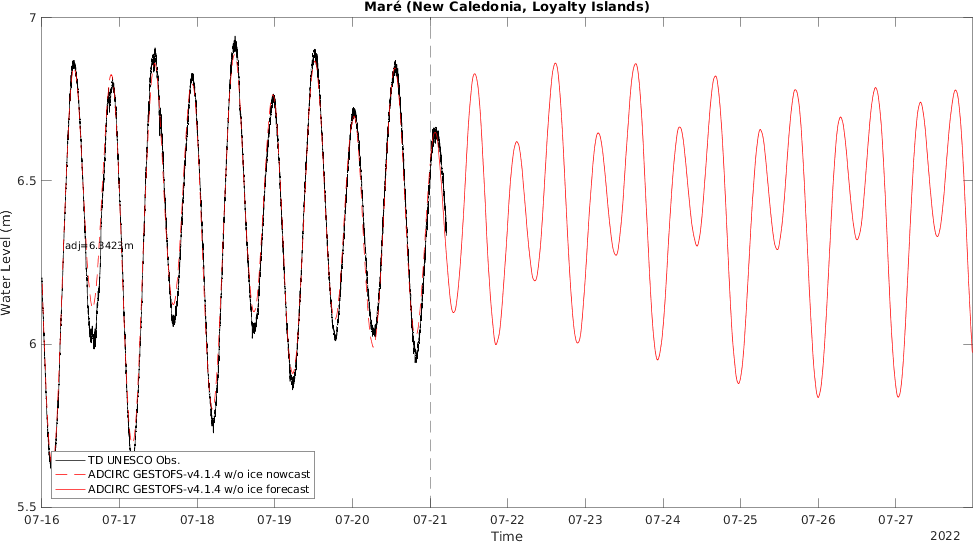 Maré (New Caledonia, Loyalty Islands)
7
6.5
6
5.5
Water Level (m)
adj=6.3423m
TD UNESCO Obs.
ADCIRC GESTOFS-v4.1.4 w/o ice nowcast
ADCIRC GESTOFS-v4.1.4 w/o ice forecast
07-16 07-17 07-18 07-19 07-20 07-21 07-22 07-23 07-24 07-25 07-26 07-27
Time
2022